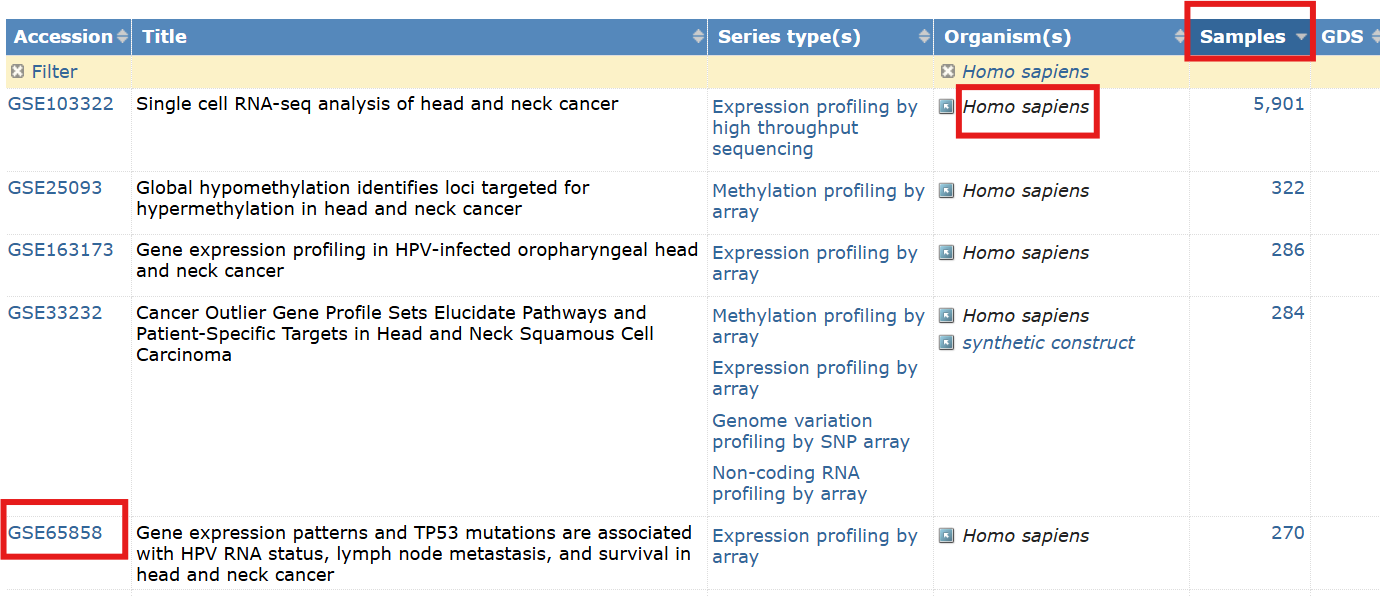 Accession Title Series type(s) Organism(s) Samples GDS
Filter Homo sapiens
GSE103322 Single cell RNA-seq analysis of head and neck cancer Expression profiling by Homo sapiens 5,901
high throughput
sequencing
GSE25093 Global hypomethylation identifies loci targeted for Methylation profiling by Homo sapiens 322
hypermethylation in head and neck cancer array
GSE163173 Gene expression profiling in HPV-infected oropharyngeal head Expression profiling by Homo sapiens 286
and neck cancer array
GSE33232 Cancer Outlier Gene Profile Sets Elucidate Pathways and Methylation profiling by Homo sapiens 284
Patient-Specific Targets in Head and Neck Squamous Cell array synthetic construct
Carcinoma
Expression profiling by
array
Genome variation
profiling by SNP array
Non-coding RNA
profiling by array
GSE65858 Gene expression patterns and TP53 mutations are associated Expression profiling by Homo sapiens 270
with HPV RNA status, lymph node metastasis, and survival in array
head and neck cancer